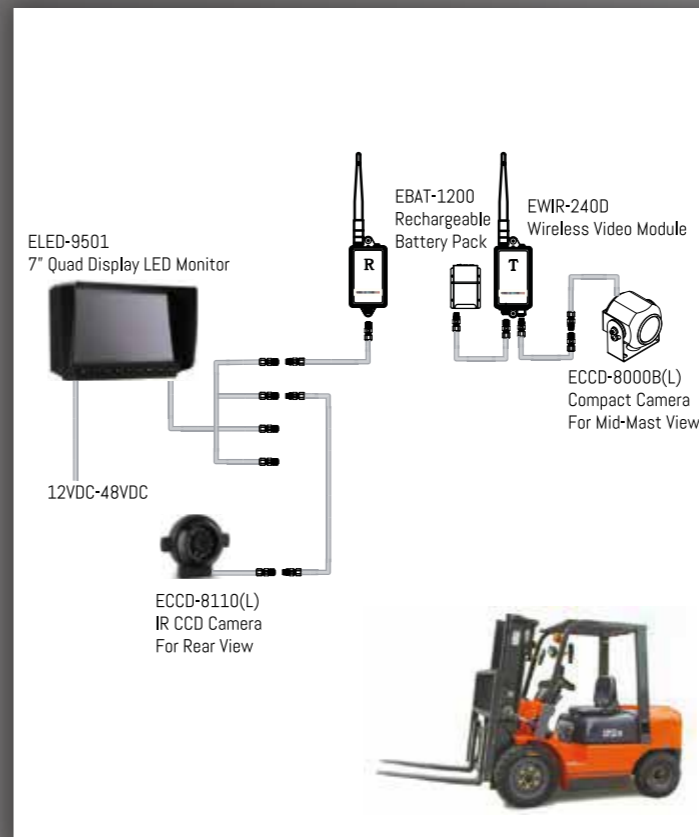 ELED-9501
7" Quad Display LED Monitor
R
EBAT-1200
Rechargeable
Battery Pack
T
EWIR-240D
Wireless Video Module
ECCD-8000B(L)
Compact Camera
For Mid-Mast View
12VDC-48VDC
ECCD-8110(L)
IR CCD Camera
For Rear View